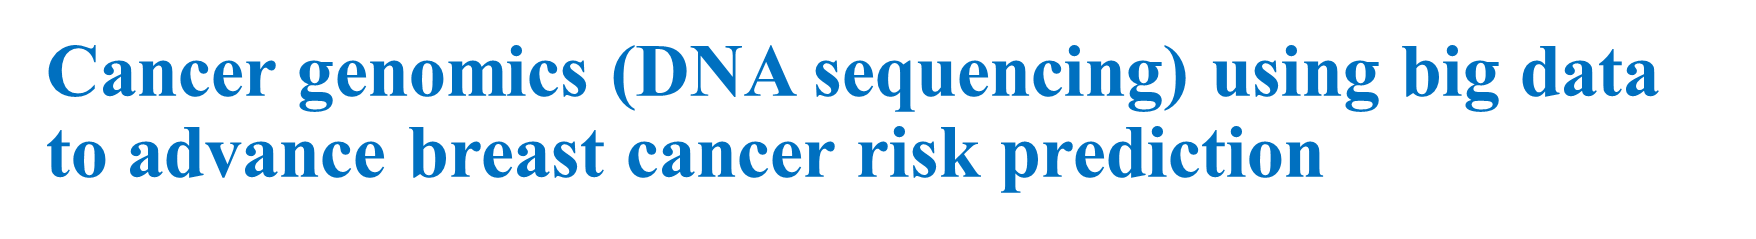 Cancer genomics (DNA sequencing) using big data
to advance breast cancer risk prediction